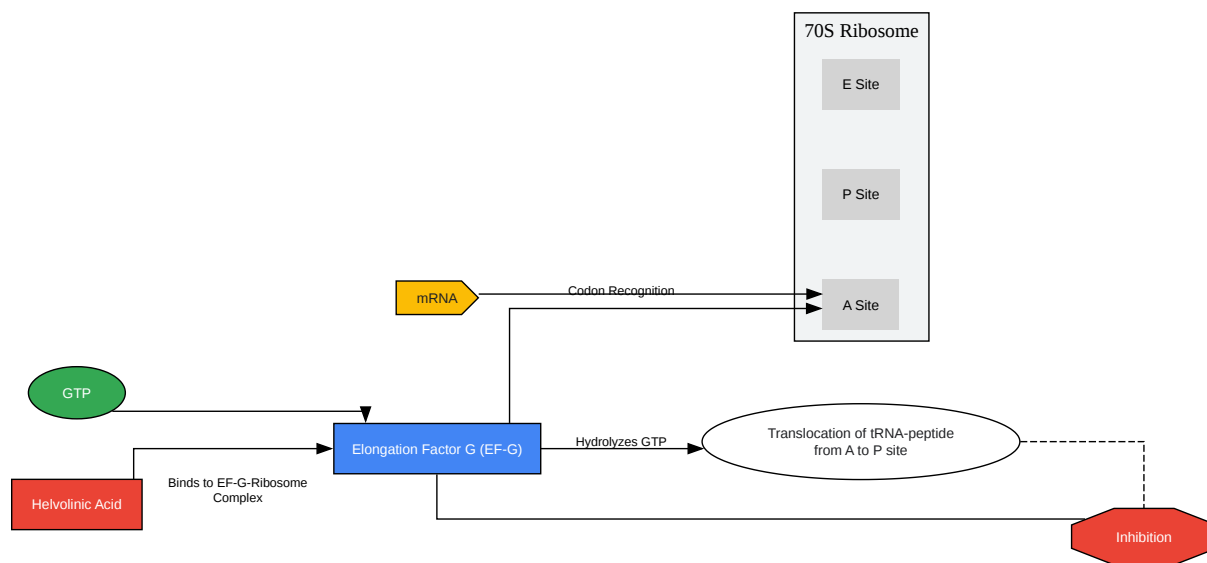 70S Ribosome
E Site
P Site
A Site
mRNA
Codon Recognition
GTP
Elongation Factor G (EF-G)
Hydrolyzes GTP
Translocation of tRNA-peptide
from A to P site
Binds to EF-G-Ribosome
Complex
Helvolinic Acid
Inhibition